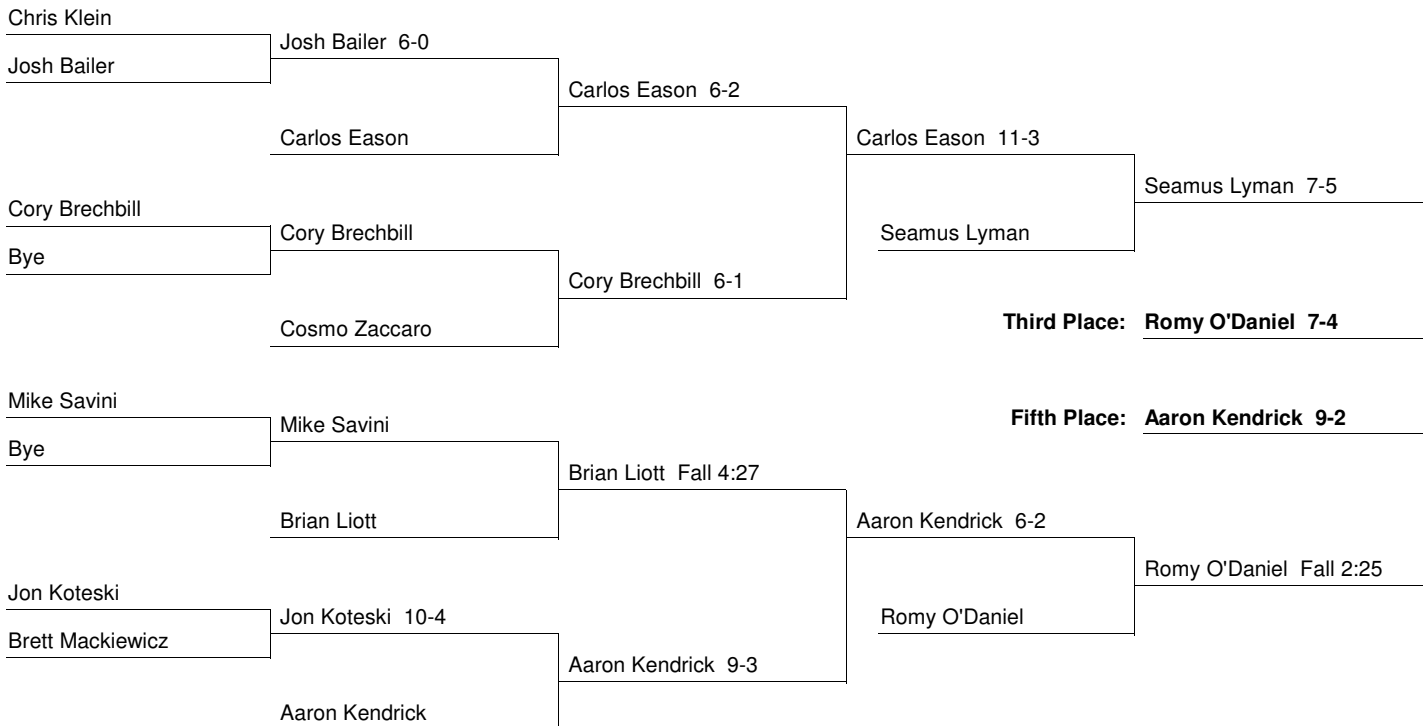 Chris Klein
Josh Bailer 6-0
Josh Bailer
Carlos Eason 6-2
Carlos Eason
Carlos Eason 11-3
Seamus Lyman 7-5
Cory Brechbill
Cory Brechbill
Seamus Lyman
Bye
Cory Brechbill 6-1
Third Place: Romy O'Daniel 7-4
Cosmo Zaccaro
Mike Savini
Mike Savini
Fifth Place: Aaron Kendrick 9-2
Bye
Brian Liott Fall 4:27
Brian Liott
Aaron Kendrick 6-2
Romy O'Daniel Fall 2:25
Jon Koteski
Jon Koteski 10-4
Romy O'Daniel
Brett Mackiewicz
Aaron Kendrick 9-3
Aaron Kendrick